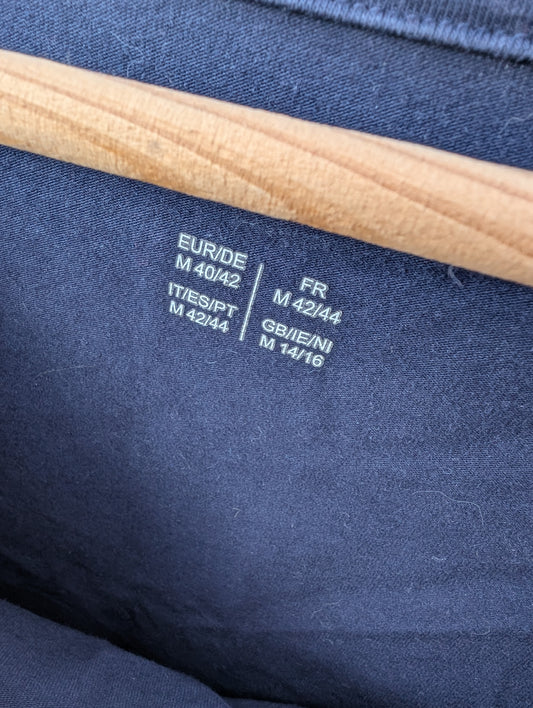 EUR/DE
M 40/42
IT/ES/PT
M 42/44
FR
M 42/44
GB/IE/NI
M 14/16